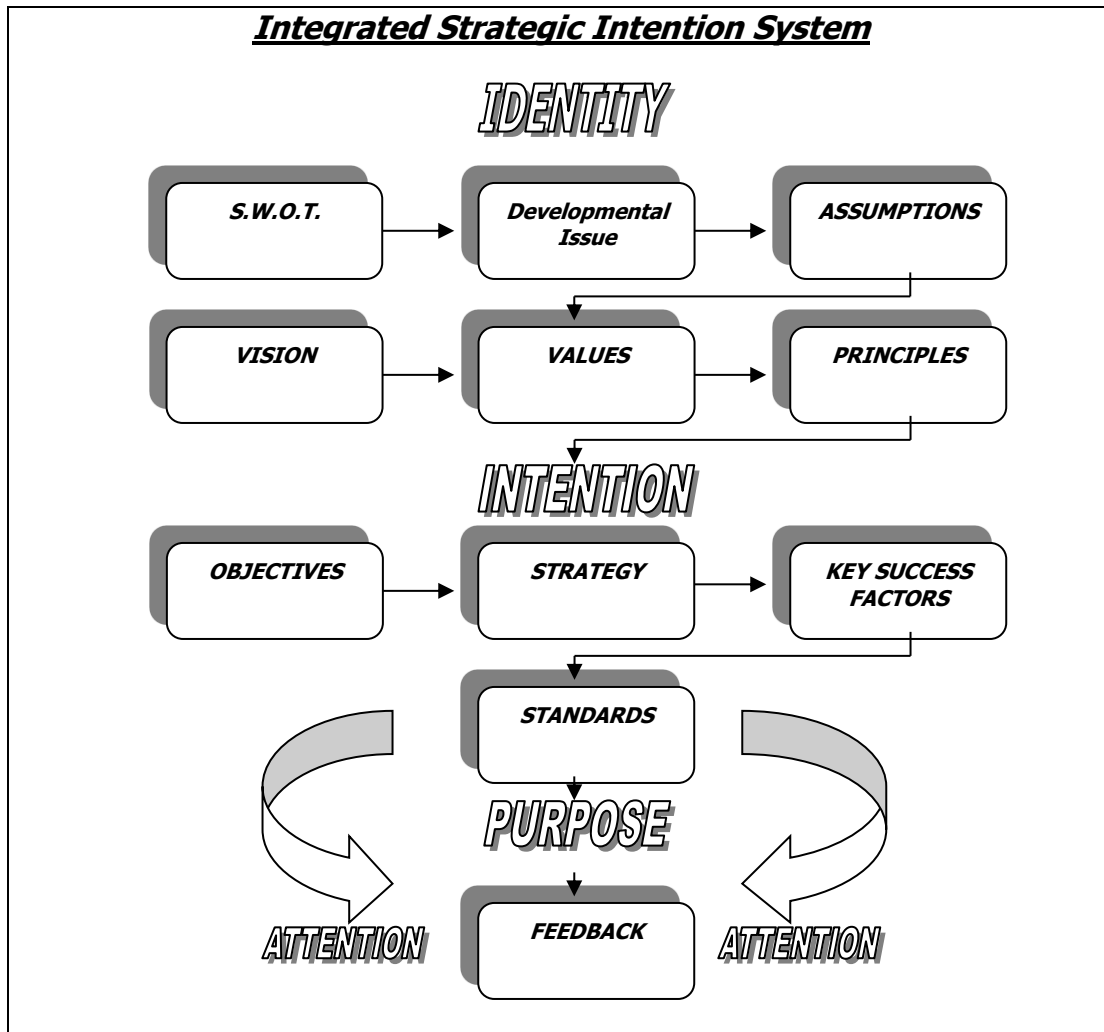 Integrated Strategic Intention System
IDENTITY
S.W.O.T.
Developmental
Issue
ASSUMPTIONS
VISION
VALUES
PRINCIPLES
INTENTION
OBJECTIVES
STRATEGY
KEY SUCCESS
FACTORS
STANDARDS
PURPOSE
FEEDBACK
ATTENTION
ATTENTION